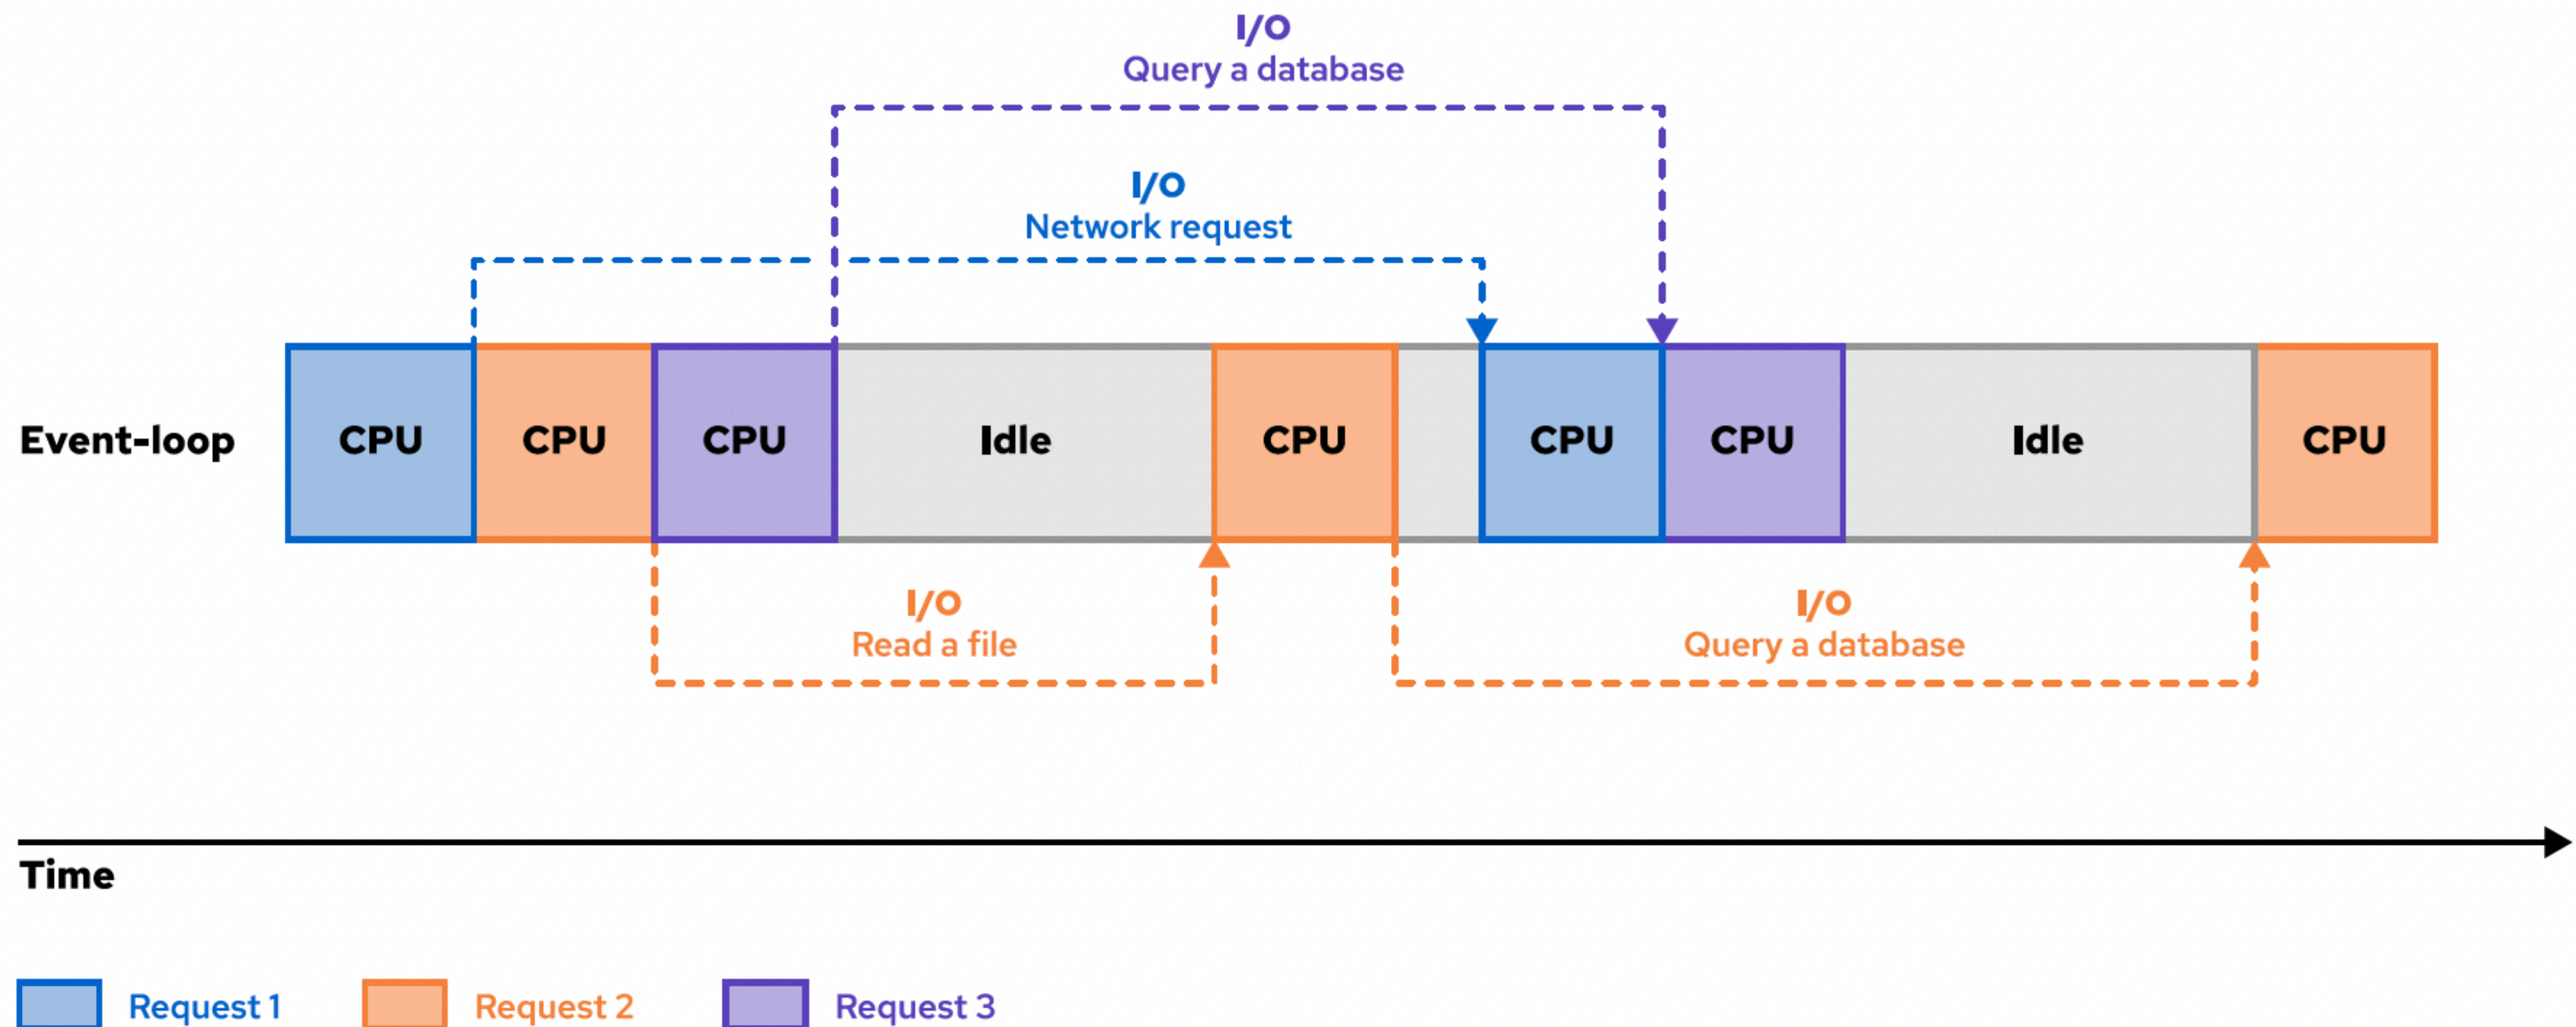 I/O
Query a database
I/O
Network request
Event-loop
CPU
CPU
CPU
Idle
CPU
CPU
CPU
Idle
CPU
I/O
Read a file
I/O
Query a database
Time
Request 1
Request 2
Request 3